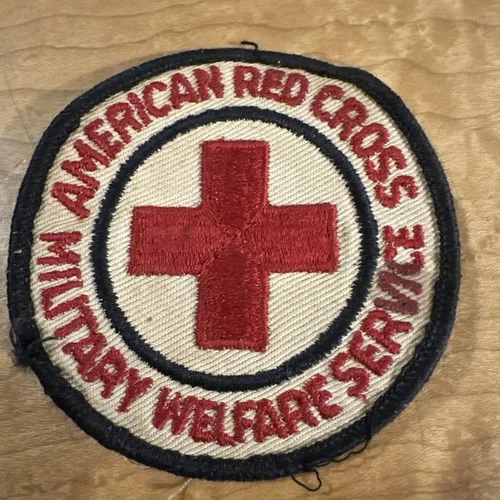 AMERICAN RED CROSS
MILITARY WELFARE SERVICE